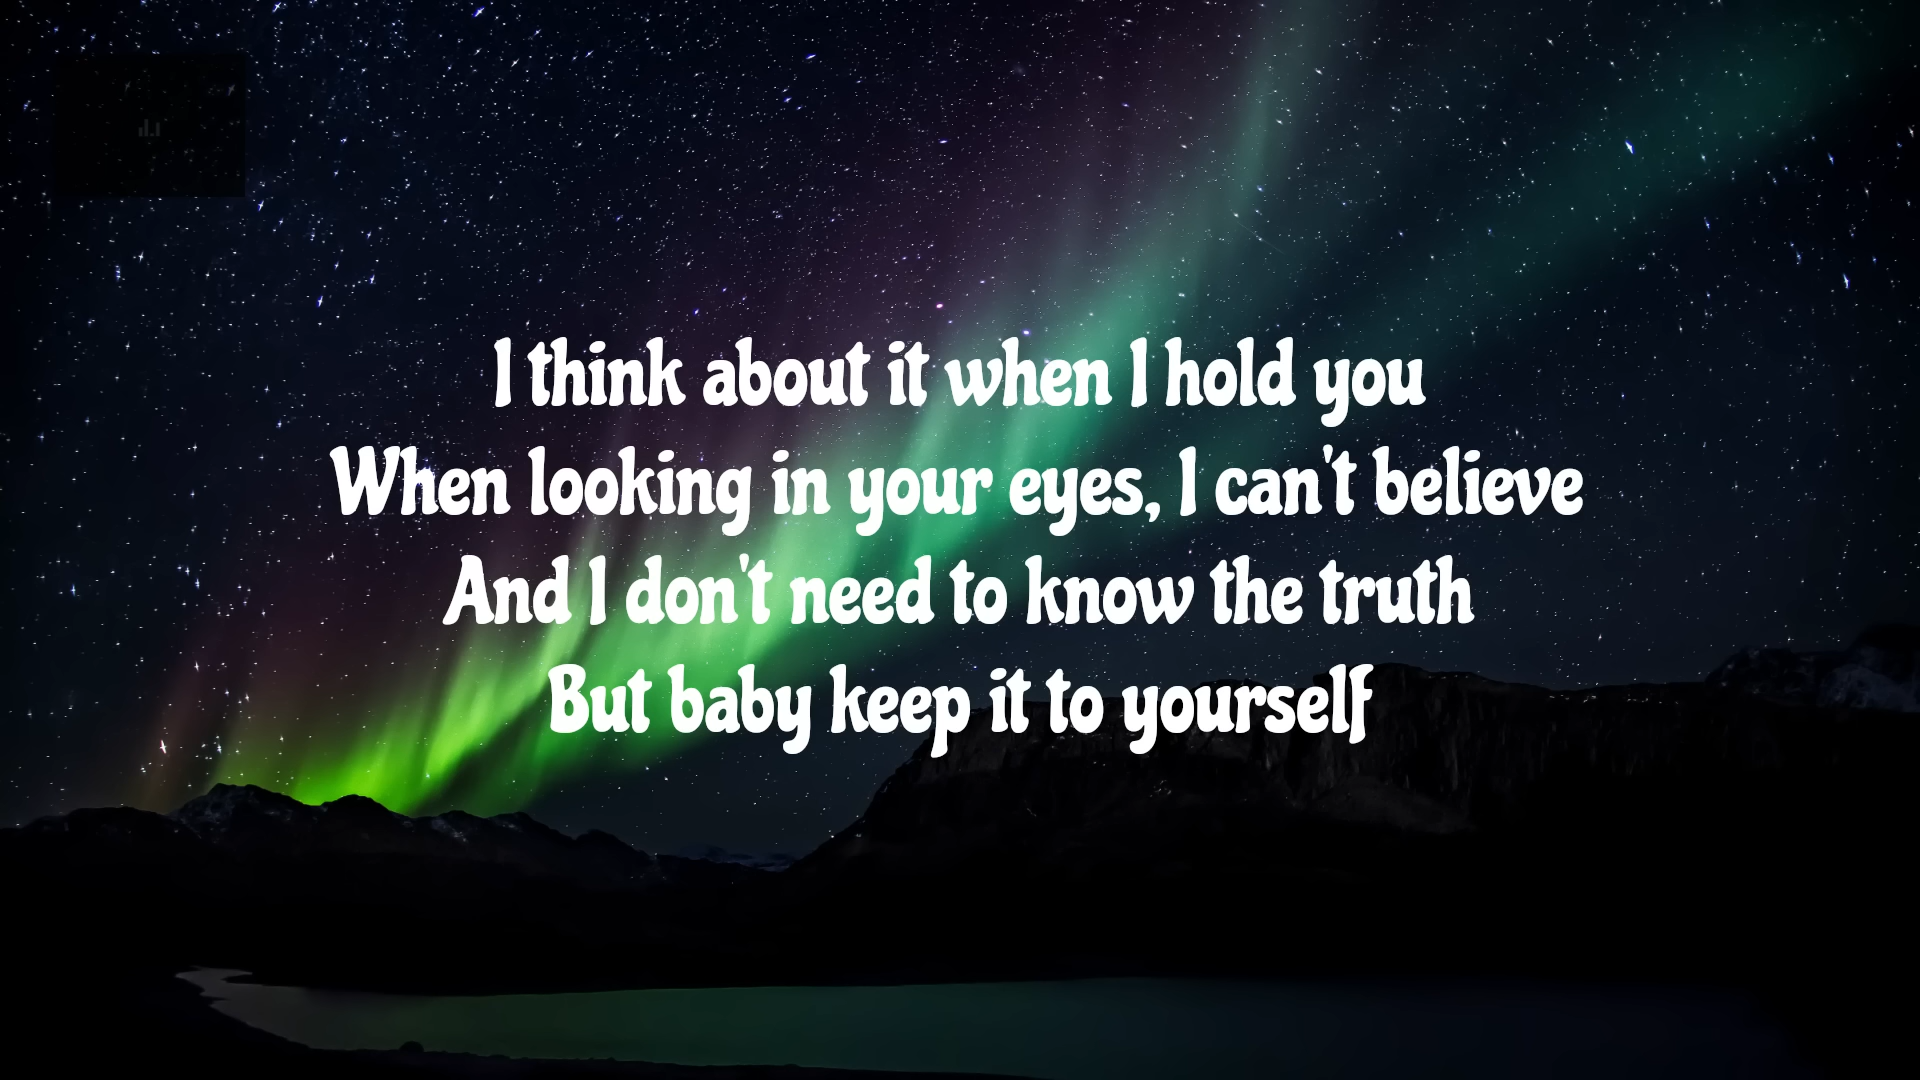 I think about it when I hold you
When looking in your eyes, I can't believe
And I don't need to know the truth
But baby keep it to yourself